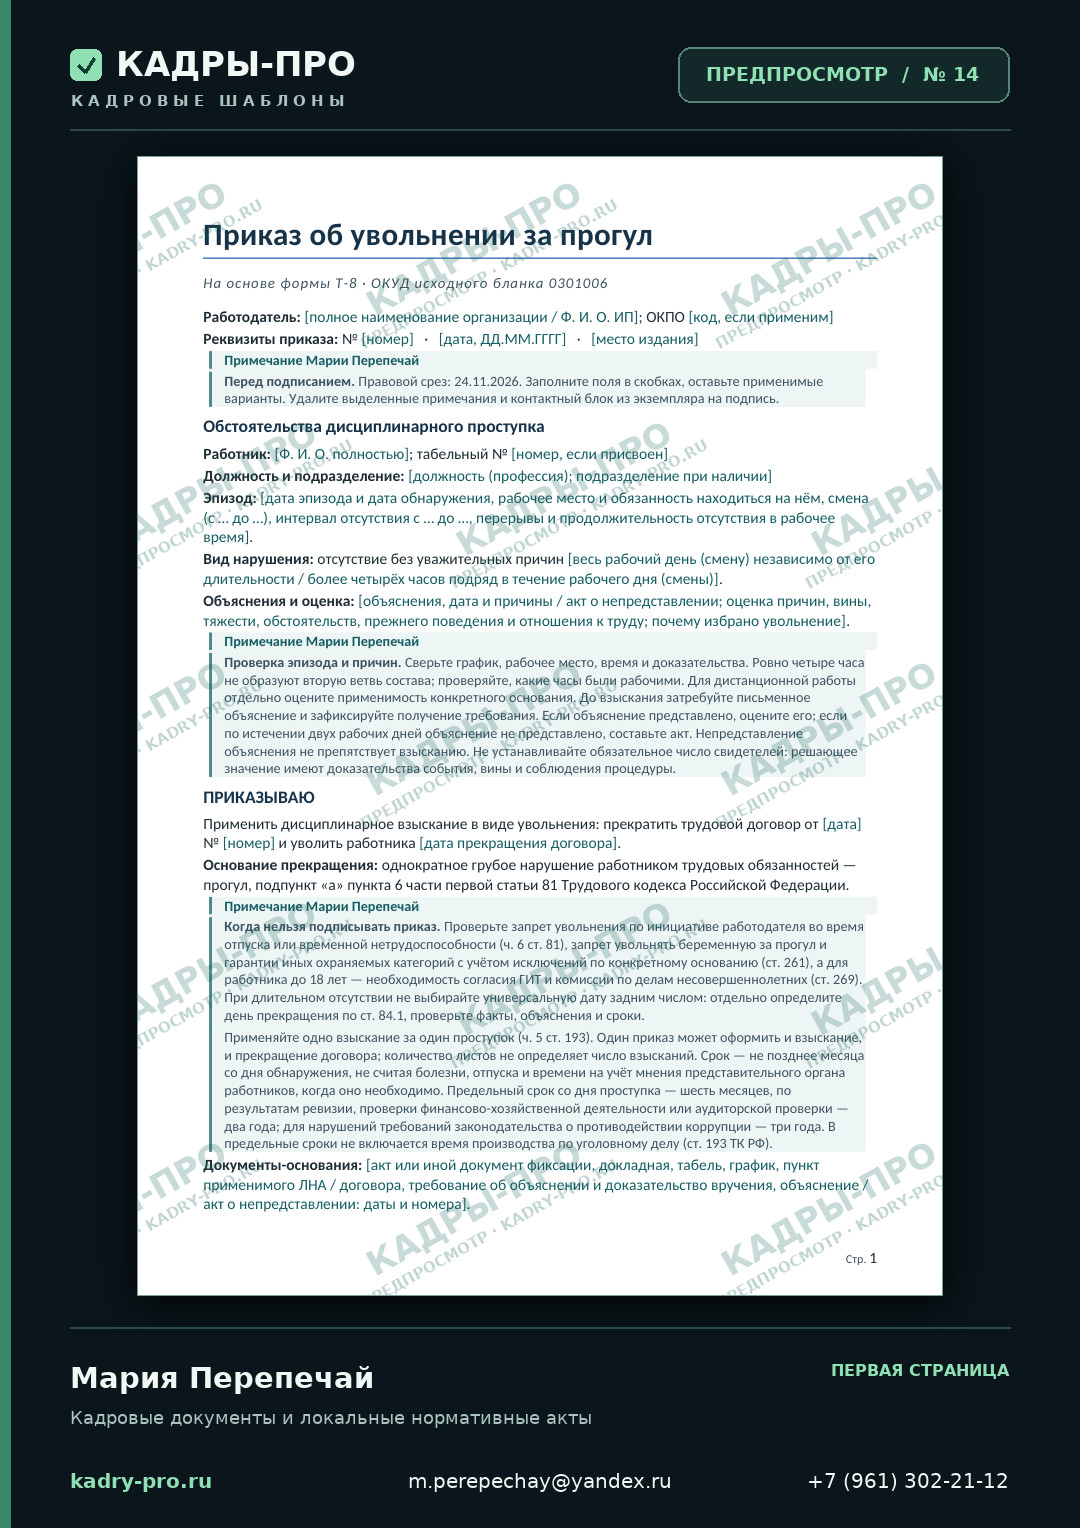 КАДРЫ-ПРО
КАДРОВЫЕ ШАБЛОНЫ
ПРЕДПРОСМОТР / № 14
Приказ об увольнении за прогул
На основе формы Т-8 · ОКУД исходного бланка 0301006
Работодатель: [полное наименование организации / Ф. И. О. ИП]; ОКПО [код, если применим]
Реквизиты приказа: № [номер] · [дата, ДД.ММ.ГГГГ] · [место издания]
Примечание Марии Перепечай
Перед подписанием. Правовой срез: 24.11.2026. Заполните поля в скобках, оставьте применимые
варианты. Удалите выделенные примечания и контактный блок из экземпляра на подпись.
Обстоятельства дисциплинарного проступка
Работник: [Ф. И. О. полностью]; табельный № [номер, если присвоен]
Должность и подразделение: [должность (профессия); подразделение при наличии]
Эпизод: [дата эпизода и дата обнаружения, рабочее место и обязанность находиться на нём, смена
(с … до …), интервал отсутствия с … до …, перерывы и продолжительность отсутствия в рабочее
время].
Вид нарушения: отсутствие без уважительных причин [весь рабочий день (смену) независимо от его
длительности / более четырёх часов подряд в течение рабочего дня (смены)].
Объяснения и оценка: [объяснения, дата и причины / акт о непредставлении; оценка причин, вины,
тяжести, обстоятельств, прежнего поведения и отношения к труду; почему избрано увольнение].
Примечание Марии Перепечай
Проверка эпизода и причин. Сверьте график, рабочее место, время и доказательства. Ровно четыре часа
не образуют вторую ветвь состава; проверяйте, какие часы были рабочими. Для дистанционной работы
отдельно оцените применимость конкретного основания. До взыскания затребуйте письменное
объяснение и зафиксируйте получение требования. Если объяснение представлено, оцените его; если
по истечении двух рабочих дней объяснение не представлено, составьте акт. Непредставление
объяснения не препятствует взысканию. Не устанавливайте обязательное число свидетелей: решающее
значение имеют доказательства события, вины и соблюдения процедуры.
ПРИКАЗЫВАЮ
Применить дисциплинарное взыскание в виде увольнения: прекратить трудовой договор от [дата]
№ [номер] и уволить работника [дата прекращения договора].
Основание прекращения: однократное грубое нарушение работником трудовых обязанностей —
прогул, подпункт «а» пункта 6 части первой статьи 81 Трудового кодекса Российской Федерации.
Примечание Марии Перепечай
Когда нельзя подписывать приказ. Проверьте запрет увольнения по инициативе работодателя во время
отпуска или временной нетрудоспособности (ч. 6 ст. 81), запрет увольнять беременную за прогул и
гарантии иных охраняемых категорий с учётом исключений по конкретному основанию (ст. 261), а для
работника до 18 лет — необходимость согласия ГИТ и комиссии по делам несовершеннолетних (ст. 269).
При длительном отсутствии не выбирайте универсальную дату задним числом: отдельно определите
день прекращения по ст. 84.1, проверьте факты, объяснения и сроки.
Применяйте одно взыскание за один проступок (ч. 5 ст. 193). Один приказ может оформить и взыскание,
и прекращение договора; количество листов не определяет число взысканий. Срок — не позднее месяца
со дня обнаружения, не считая болезни, отпуска и времени на учёт мнения представительного органа
работников, когда оно необходимо. Предельный срок со дня проступка — шесть месяцев, по
результатам ревизии, проверки финансово-хозяйственной деятельности или аудиторской проверки —
два года; для нарушений требований законодательства о противодействии коррупции — три года. В
предельные сроки не включается время производства по уголовному делу (ст. 193 ТК РФ).
Документы-основания: [акт или иной документ фиксации, докладная, табель, график, пункт
применимого ЛНА / договора, требование об объяснении и доказательство вручения, объяснение /
акт о непредставлении: даты и номера].
Стр. 1
Мария Перепечай
ПЕРВАЯ СТРАНИЦА
Кадровые документы и локальные нормативные акты
kadry-pro.ru
m.perepechay@yandex.ru
+7 (961) 302-21-12